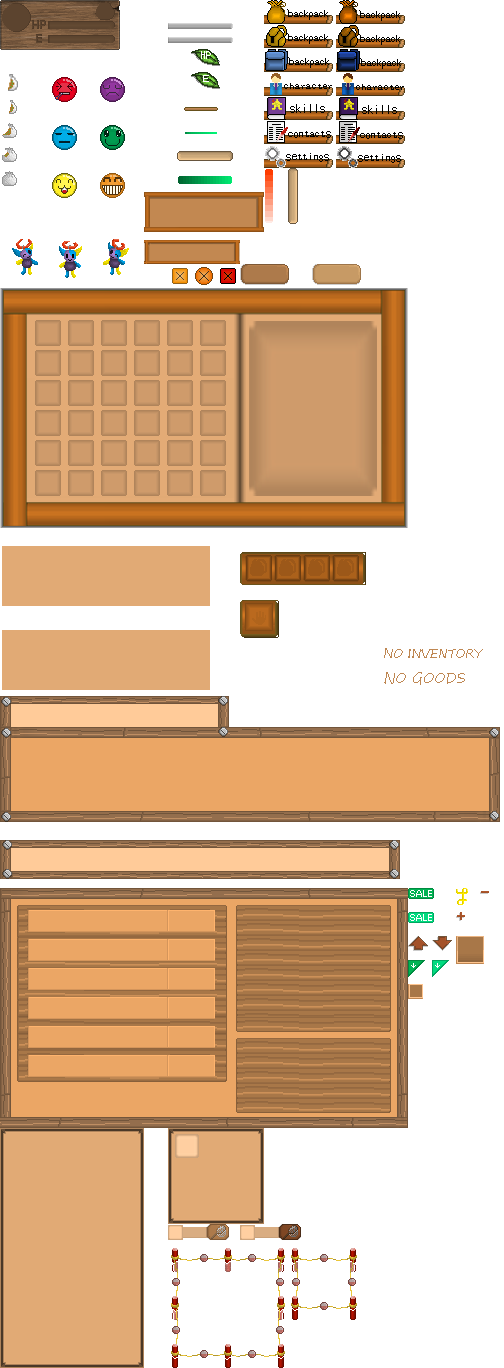 HP
E
HP
E
backpack
backpack
backpack
backpack
backpack
backpack
character
character
skills
skills
contacts
contacts
settings
settings
NO INVENTORY
NO GOODS
SALE
SALE